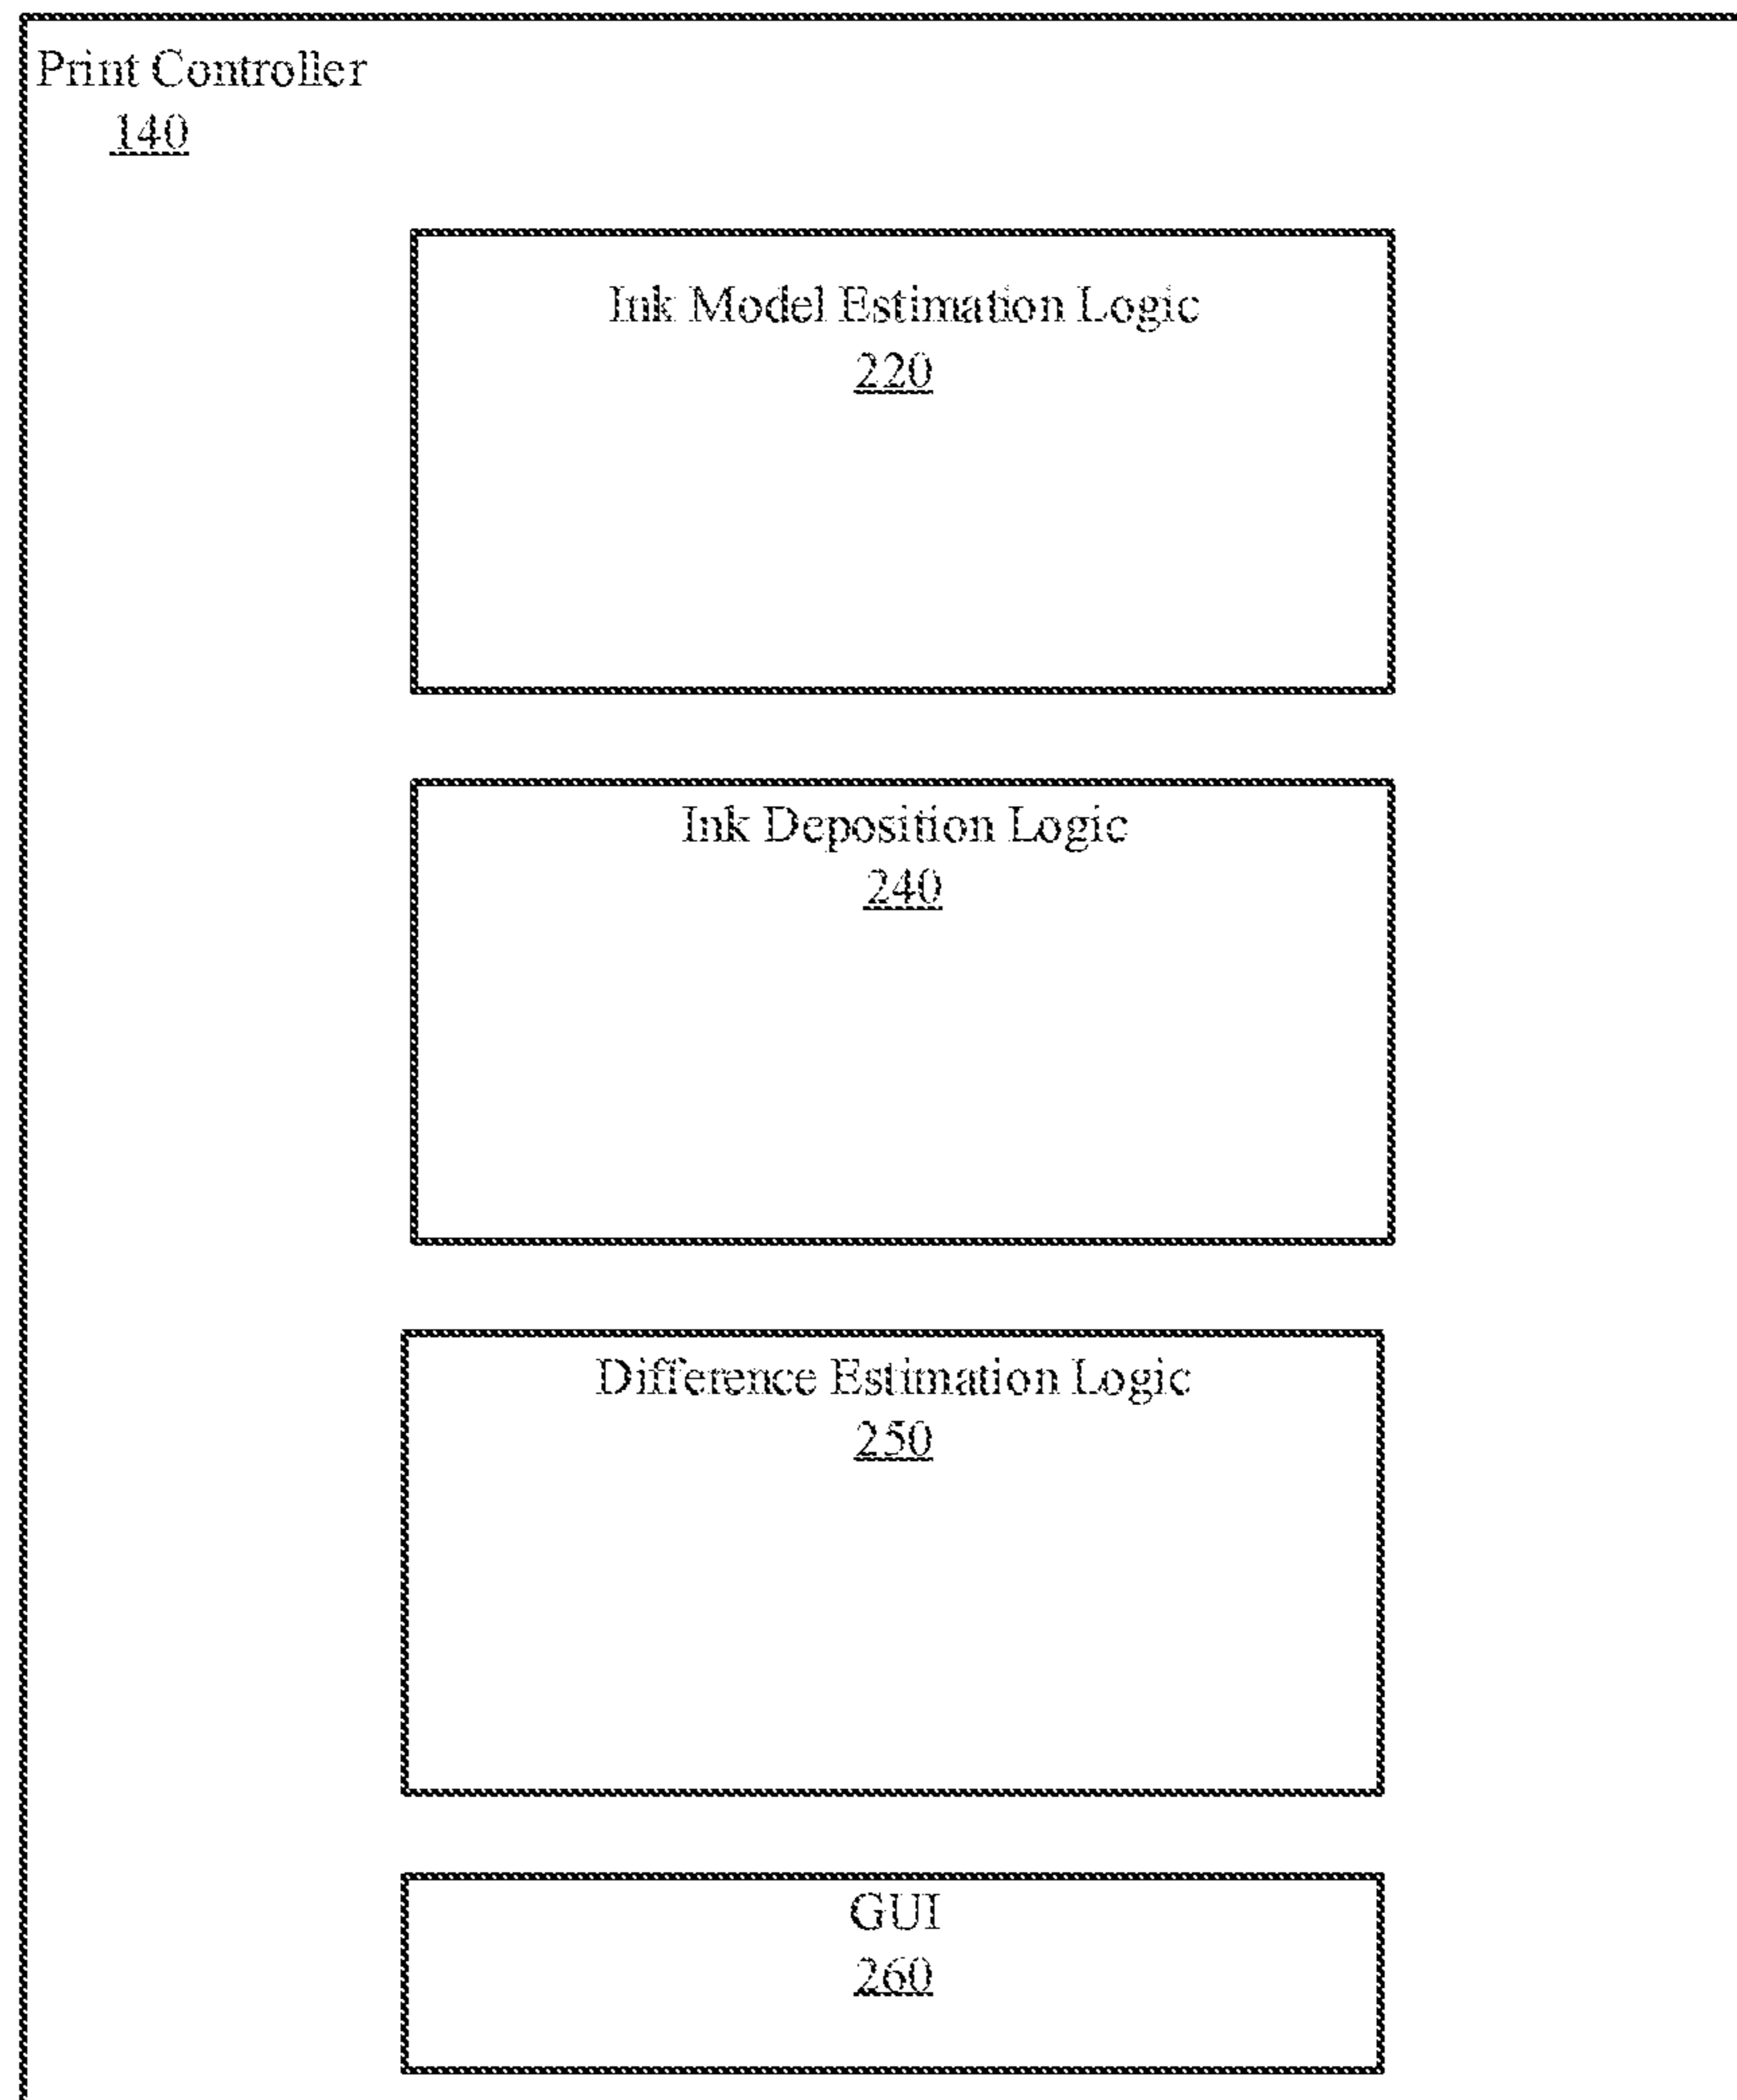 Print Controller
140
Ink Model Estimation Logic
220
Ink Deposition Logic
240
Difference Estimation Logic
250
GUI
260